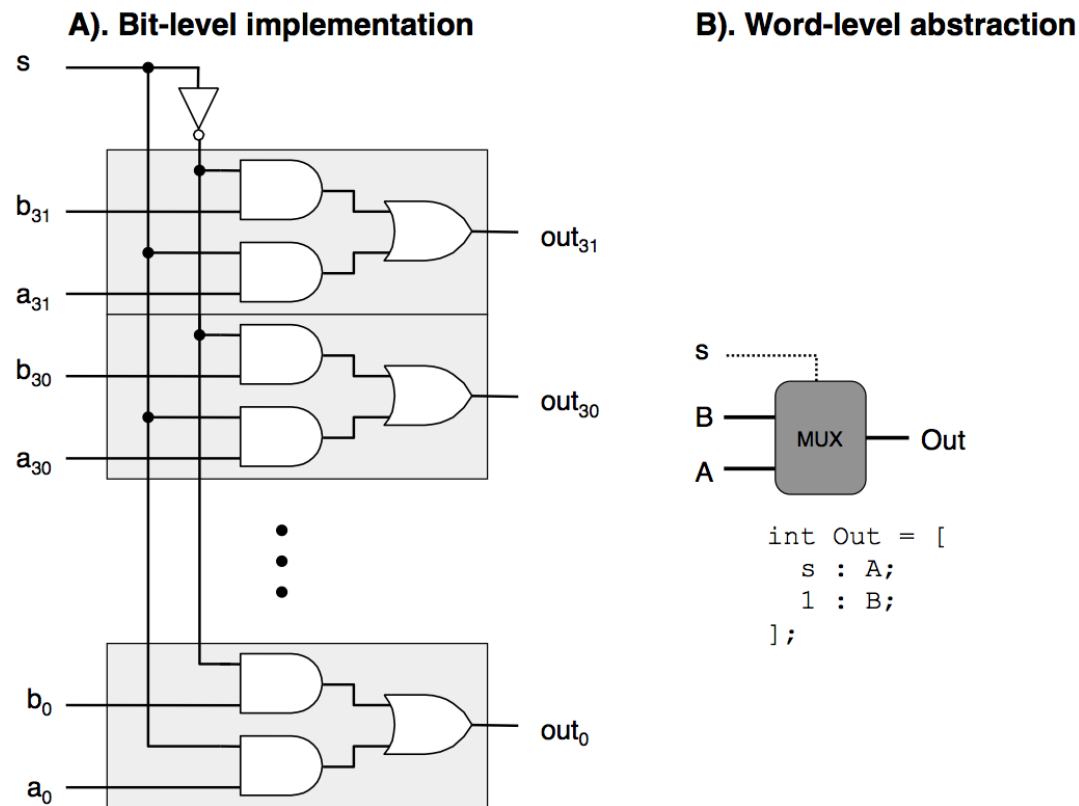 A). Bit-level implementation
s
b31
a31
out31
b30
a30
out30
b0
a0
out0
B). Word-level abstraction
s
B
A
MUX
Out
int Out = [
s : A;
1 : B;
];